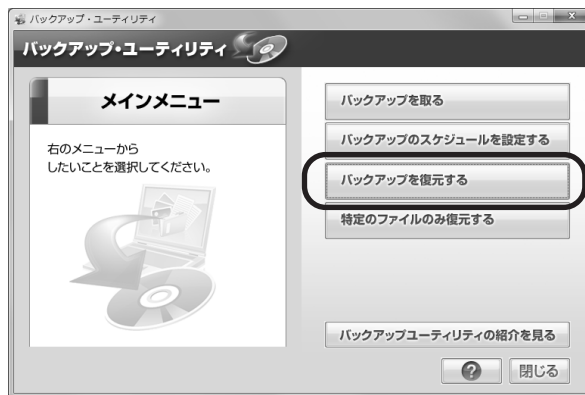 バックアップ・ユーティリティ
バックアップ・ユーティリティ
メインメニュー
右のメニューから
したいことを選択してください。
バックアップを取る
バックアップのスケジュールを設定する
バックアップを復元する
特定のファイルのみ復元する
バックアップユーティリティの紹介を見る
? 閉じる